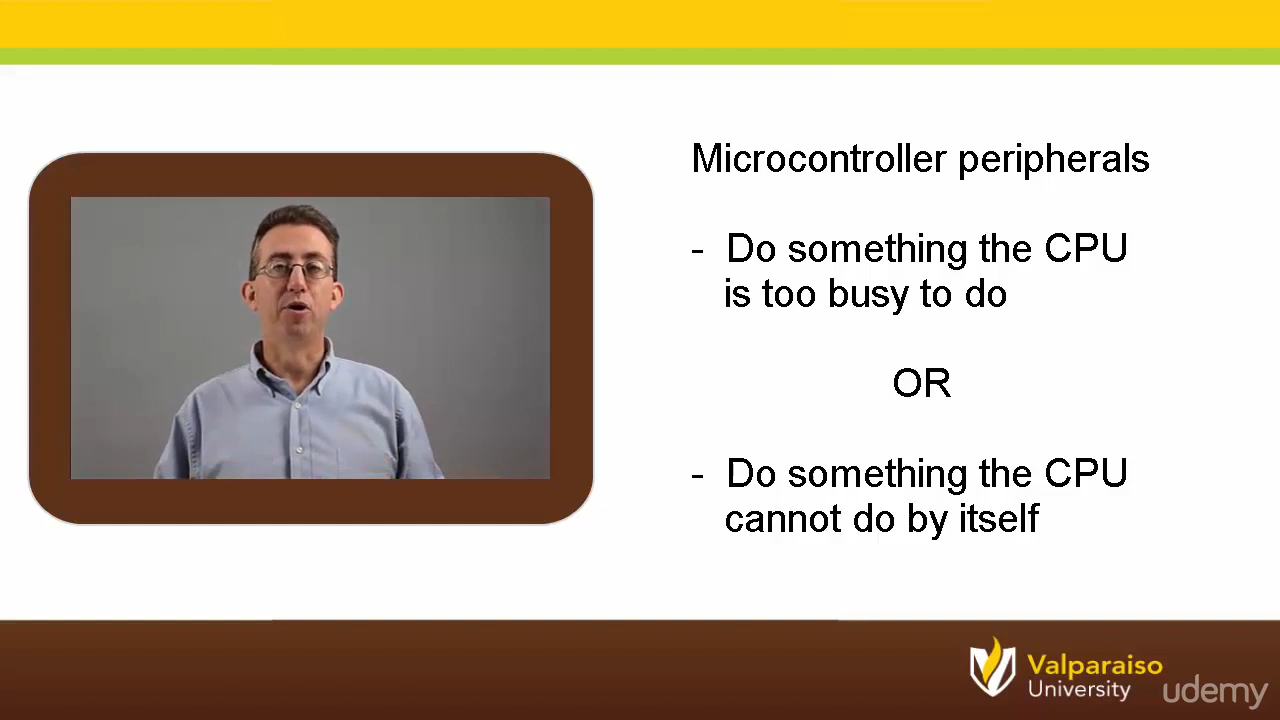 Microcontroller peripherals
- Do something the CPU
is too busy to do
OR
- Do something the CPU
cannot do by itself
Valparaiso
University
udemy